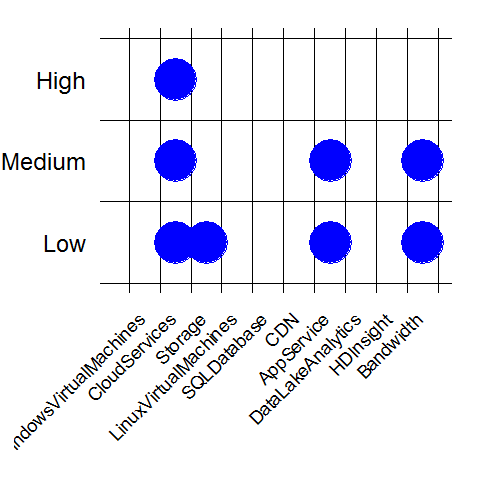 High
Medium
Low
ndowsVirtualMachines
CloudServices
Storage
LinuxVirtualMachines
SQLDatabase
CDN
AppService
DataLakeAnalytics
HDInsight
Bandwidth